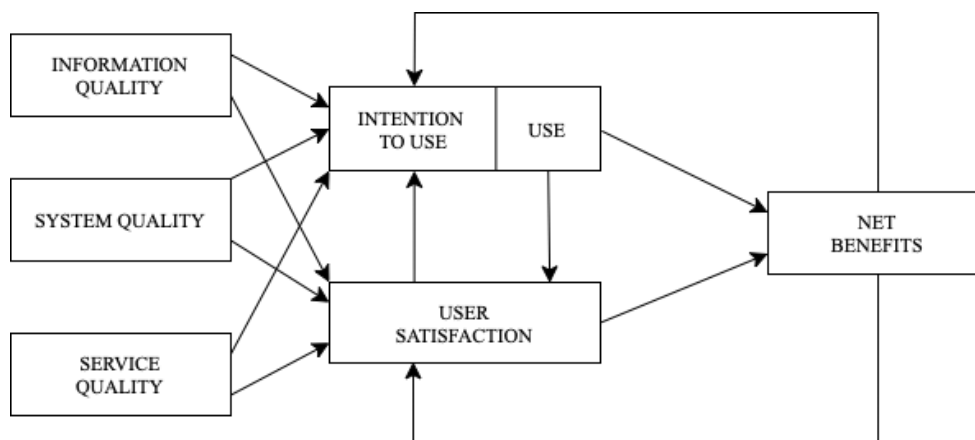 INFORMATION
QUALITY
SYSTEM QUALITY
SERVICE
QUALITY
INTENTION
TO USE
USE
USER
SATISFACTION
NET
BENEFITS